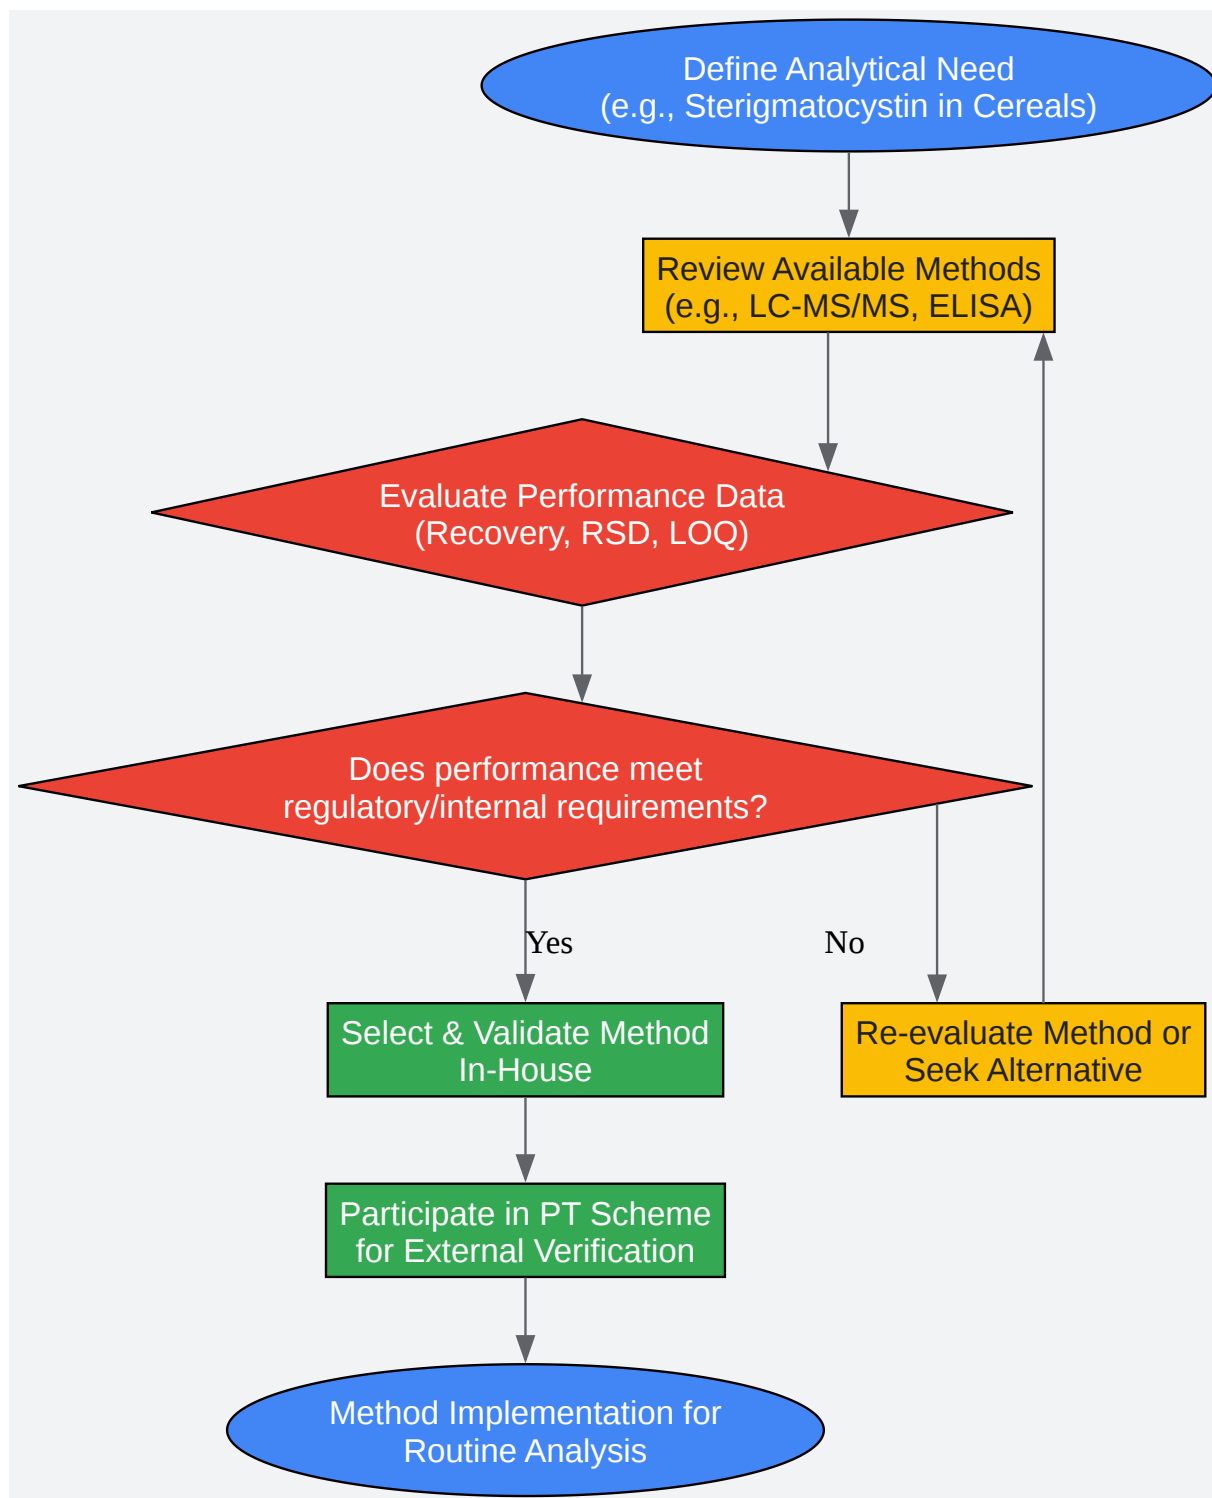 Define Analytical Need
(e.g., Sterigmatocystin in Cereals)
Review Available Methods
(e.g., LC-MS/MS, ELISA)
Evaluate Performance Data
(Recovery, RSD, LOQ)
Does performance meet
regulatory/internal requirements?
Yes
No
Select & Validate Method
In-House
Re-evaluate Method or
Seek Alternative
Participate in PT Scheme
for External Verification
Method Implementation for
Routine Analysis